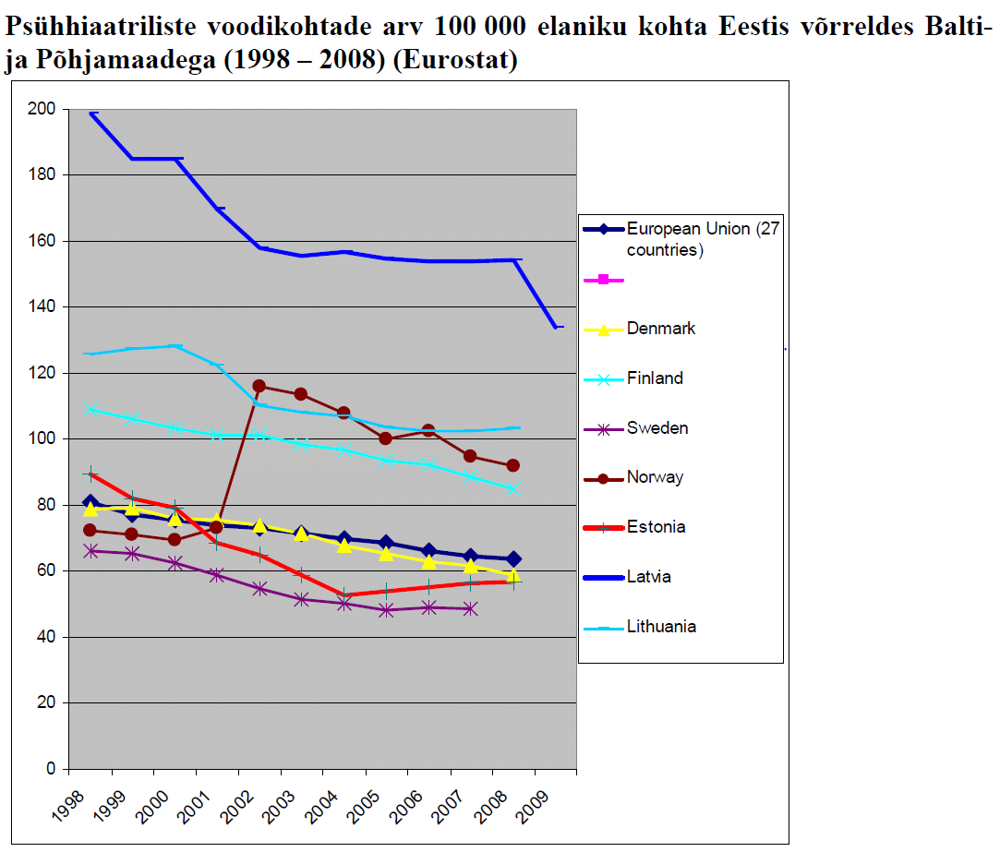 Psühhiaatriliste voodikohtade arv 100 000 elaniku kohta Eestis võrreldes Balti-
ja Põhjamaadega (1998 – 2008) (Eurostat)
200
180
160
140
120
100
80
60
40
20
0
1998
1999
2000
2001
2002
2003
2004
2005
2006
2007
2008
2009
European Union (27
countries)
Denmark
Finland
Sweden
Norway
Estonia
Latvia
Lithuania